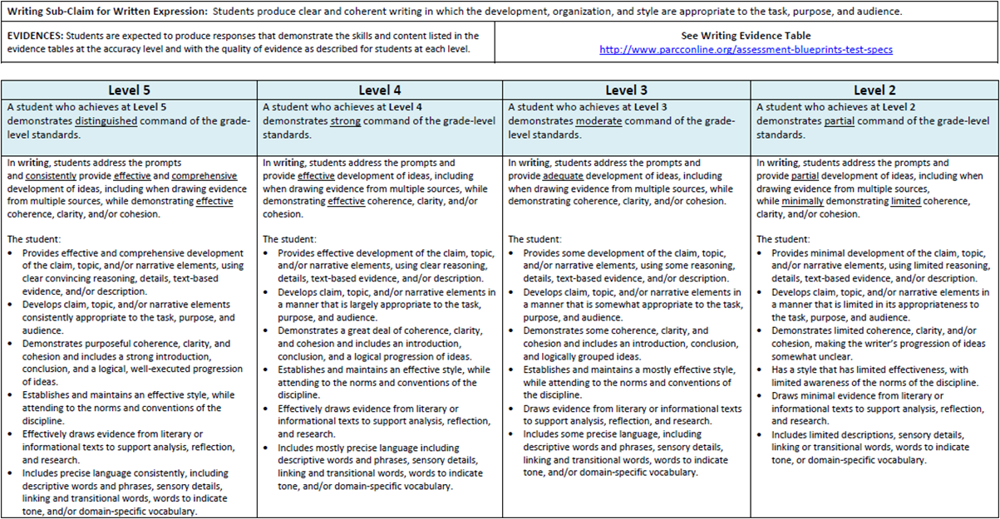 Writing Sub-Claim for Written Expression: Students produce clear and coherent writing in which the development, organization, and style are appropriate to the task, purpose, and audience.
EVIDENCES: Students are expected to produce responses that demonstrate the skills and content listed in the
evidence tables at the accuracy level and with the quality of evidence as described for students at each level.
See Writing Evidence Table
http://www.parcconline.org/assessment-blueprints-test-specs
Level 5
A student who achieves at Level 5
demonstrates distinguished command of the grade-
level standards.
In writing, students address the prompts
and consistently provide effective and comprehensive
development of ideas, including when drawing evidence
from multiple sources, while demonstrating effective
coherence, clarity, and/or cohesion.
The student:
• Provides effective and comprehensive development
of the claim, topic, and/or narrative elements, using
clear convincing reasoning, details, text-based
evidence, and/or description.
• Develops claim, topic, and/or narrative elements
consistently appropriate to the task, purpose, and
audience.
• Demonstrates purposeful coherence, clarity, and
cohesion and includes a strong introduction,
conclusion, and a logical, well-executed progression
of ideas.
• Establishes and maintains an effective style, while
attending to the norms and conventions of the
discipline.
• Effectively draws evidence from literary or
informational texts to support analysis, reflection,
and research.
• Includes precise language consistently, including
descriptive words and phrases, sensory details,
linking and transitional words, words to indicate
tone, and/or domain-specific vocabulary.
Level 4
A student who achieves at Level 4
demonstrates strong command of the grade-level
standards.
In writing, students address the prompts and
provide effective development of ideas, including
when drawing evidence from multiple sources, while
demonstrating effective coherence, clarity, and/or
cohesion.
The student:
• Provides effective development of the claim, topic,
and/or narrative elements, using clear reasoning,
details, text-based evidence, and/or description.
• Develops claim, topic, and/or narrative elements in
a manner that is largely appropriate to the task,
purpose, and audience.
• Demonstrates a great deal of coherence, clarity,
and cohesion and includes an introduction,
conclusion, and a logical progression of ideas.
• Establishes and maintains an effective style, while
attending to the norms and conventions of the
discipline.
• Effectively draws evidence from literary or
informational texts to support analysis, reflection,
and research.
• Includes mostly precise language including
descriptive words and phrases, sensory details,
linking and transitional words, words to indicate
tone, and/or domain-specific vocabulary.
Level 3
A student who achieves at Level 3
demonstrates moderate command of the grade-
level standards.
In writing, students address the prompts and
provide adequate development of ideas, including
when drawing evidence from multiple sources, while
demonstrating coherence, clarity, and/or cohesion.
The student:
• Provides some development of the claim, topic,
and/or narrative elements, using some reasoning,
details, text-based evidence, and/or description.
• Develops claim, topic, and/or narrative elements in
a manner that is somewhat appropriate to the task,
purpose, and audience.
• Demonstrates some coherence, clarity, and
cohesion and includes an introduction, conclusion,
and logically grouped ideas.
• Establishes and maintains a mostly effective style,
while attending to the norms and conventions of
the discipline.
• Draws evidence from literary or informational texts
to support analysis, reflection, and research.
• Includes some precise language, including
descriptive words and phrases, sensory details,
linking and transitional words, words to indicate
tone, and/or domain-specific vocabulary.
Level 2
A student who achieves at Level 2
demonstrates partial command of the grade-level
standards.
In writing, students address the prompts and
provide partial development of ideas, including when
drawing evidence from multiple sources,
while minimally demonstrating limited coherence,
clarity, and/or cohesion.
The student:
• Provides minimal development of the claim, topic,
and/or narrative elements, using limited reasoning,
details, text-based evidence and/or description.
• Develops claim, topic, and/or narrative elements in
a manner that is limited in its appropriateness to
the task, purpose, and audience.
• Demonstrates limited coherence, clarity, and/or
cohesion, making the writer’s progression of ideas
somewhat unclear.
• Has a style that has limited effectiveness, with
limited awareness of the norms of the discipline.
• Draws minimal evidence from literary or
informational texts to support analysis, reflection,
and research.
• Includes limited descriptions, sensory details,
linking or transitional words, words to indicate
tone, or domain-specific vocabulary.